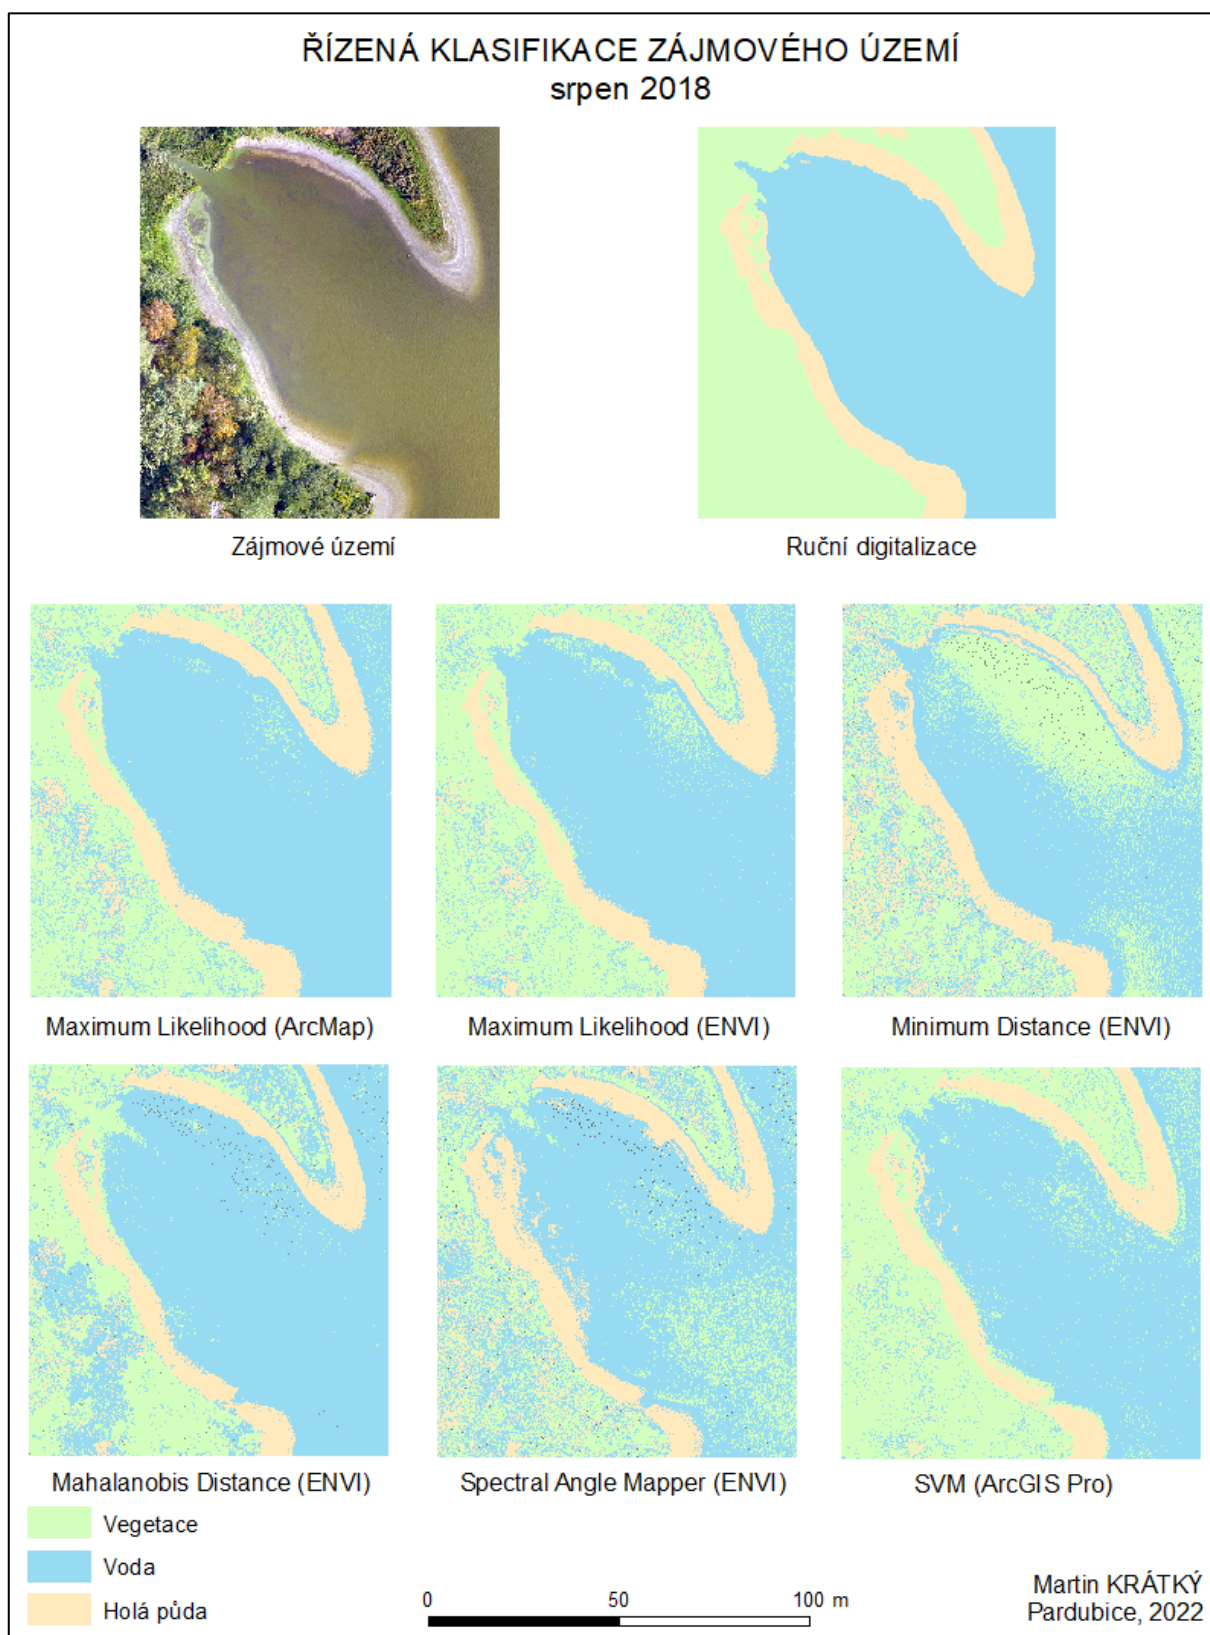 ŘÍZENÁ KLASIFIKACE ZÁJMOVÉHO ÚZEMÍ
srpen 2018
Zájmové území
Ruční digitalizace
Maximum Likelihood (ArcMap)
Maximum Likelihood (ENVI)
Minimum Distance (ENVI)
Mahalanobis Distance (ENVI)
Spectral Angle Mapper (ENVI)
SVM (ArcGIS Pro)
Vegetace
Voda
Holá půda
0 50 100 m
Martin KRÁTKÝ
Pardubice, 2022